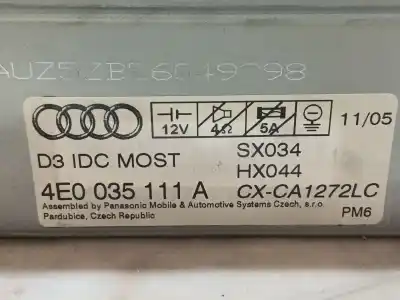 12V
4Ω
5A
11/05
D3 IDC MOST
SX034
HX044
4E0 035 111 A
CX-CA1272LC
Assembled by Panasonic Mobile & Automotive Systems Czech, s.r.o.
Pardubice, Czech Republic
PM6